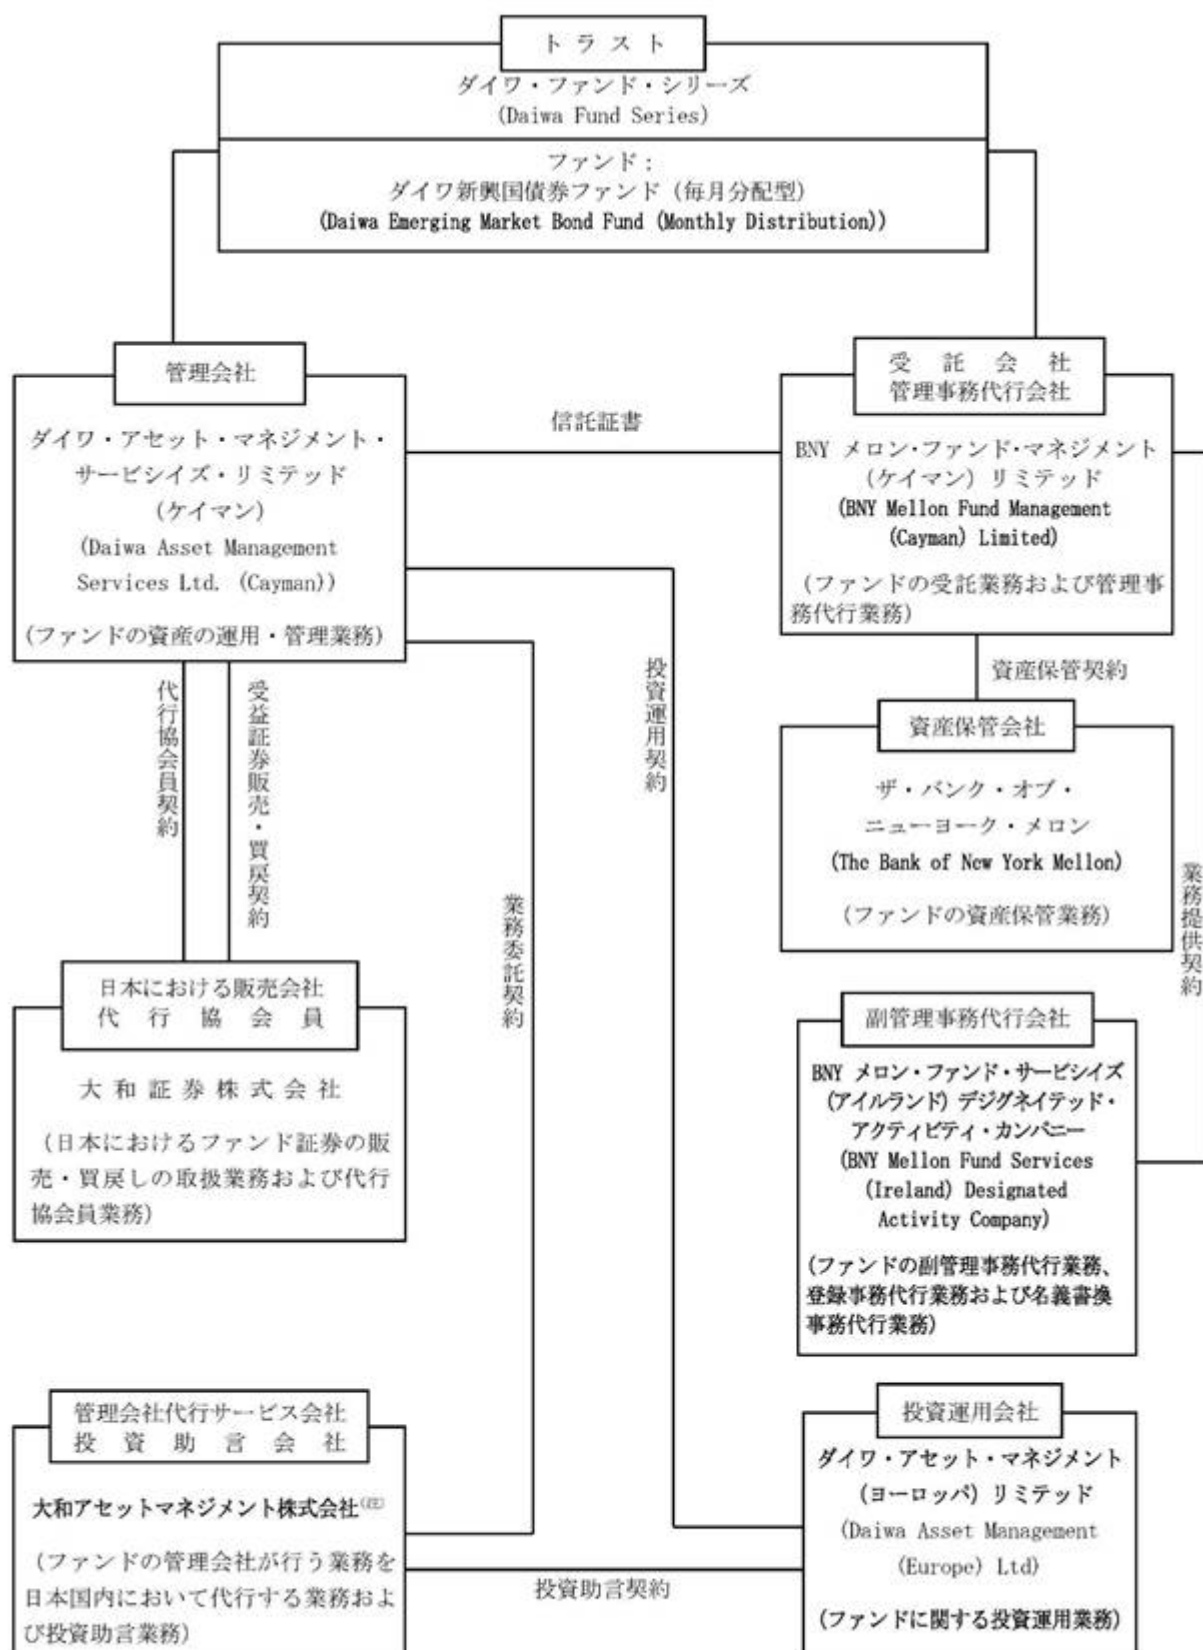 トラスト
ダイワ・ファンド・シリーズ
(Daiwa Fund Series)
ファンド：
ダイワ新興国債券ファンド（毎月分配型）
(Daiwa Emerging Market Bond Fund (Monthly Distribution))
管理会社
ダイワ・アセット・マネジメント・
サービシイズ・リミテッド
（ケイマン）
(Daiwa Asset Management
Services Ltd. (Cayman))
(ファンドの資産の運用・管理業務)
信託証書
受託会社
管理事務代行会社
BNY メロン・ファンド・マネジメント
（ケイマン）リミテッド
(BNY Mellon Fund Management
(Cayman) Limited)
（ファンドの受託業務および管理事
務代行業務）
代行協会員契約
受益証券販売・買戻契約
業務委託契約
投資運用契約
資産保管契約
資産保管会社
ザ・バンク・オブ・
ニューヨーク・メロン
(The Bank of New York Mellon)
（ファンドの資産保管業務）
業務提供契約
日本における販売会社
代行協会員
大和証券株式会社
（日本におけるファンド証券の販
売・買戻しの取扱業務および代行
協会員業務）
副管理事務代行会社
BNY メロン・ファンド・サービシイズ
(アイルランド) デジグネイテッド・
アクティビティ・カンパニー
(BNY Mellon Fund Services
(Ireland) Designated
Activity Company)
(ファンドの副管理事務代行業務、
登録事務代行業務および名義書換
事務代行業務)
管理会社代行サービス会社
投資助言会社
大和アセットマネジメント株式会社(注)
（ファンドの管理会社が行う業務を
日本国内において代行する業務およ
び投資助言業務）
投資助言契約
投資運用会社
ダイワ・アセット・マネジメント
(ヨーロッパ) リミテッド
(Daiwa Asset Management
(Europe) Ltd)
(ファンドに関する投資運用業務)